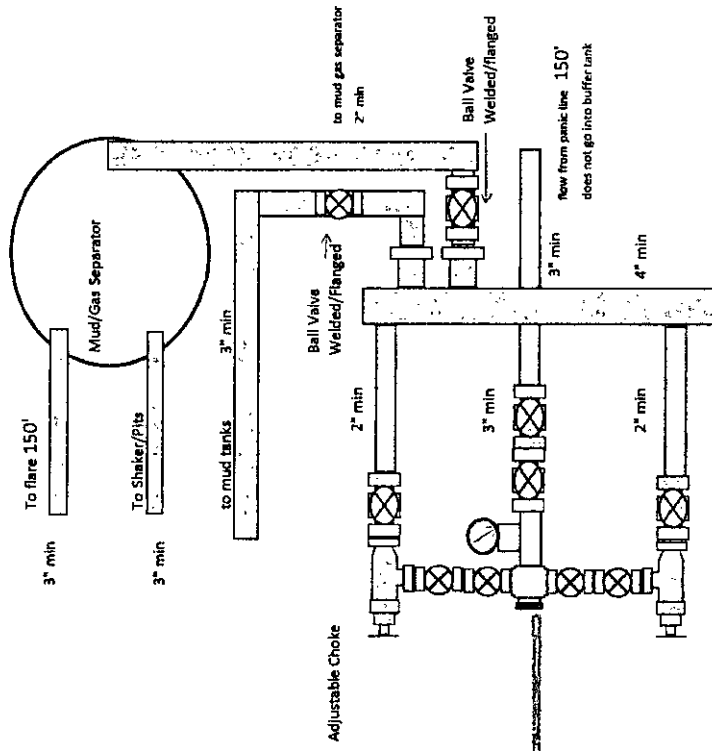 Mud/Gas Separator
To flare 150'
3" min
To Shaker/Pits
3" min
to mud gas separator
2" min
Ball Valve
Welded/flanged
3" min
to mud tanks
Ball Valve
Welded/Flanged
flow from panic line 150'
does not go into buffer tank
3" min
4" min
2" min
3" min
2" min
Adjustable Choke